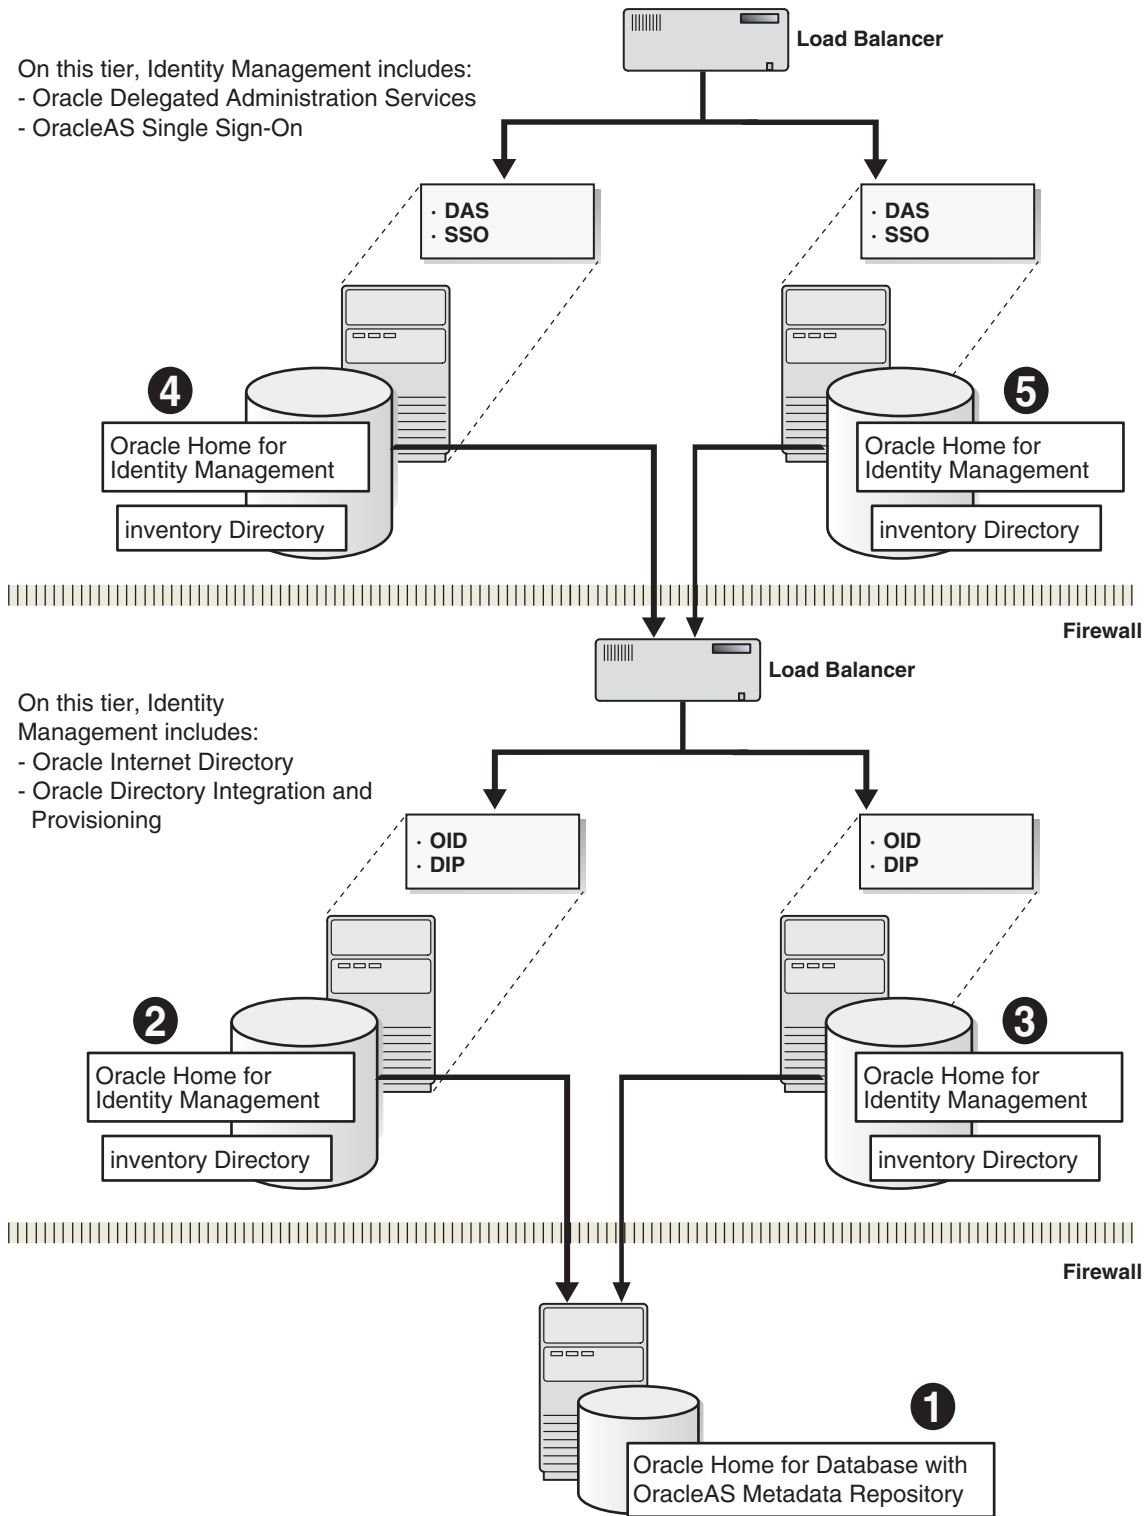 Load Balancer
On this tier, Identity Management includes:
- Oracle Delegated Administration Services
- OracleAS Single Sign-On
· DAS
· SSO
· DAS
· SSO
4
Oracle Home for
Identity Management
inventory Directory
5
Oracle Home for
Identity Management
inventory Directory
Firewall
Load Balancer
On this tier, Identity
Management includes:
- Oracle Internet Directory
- Oracle Directory Integration and
Provisioning
· OID
· DIP
· OID
· DIP
2
Oracle Home for
Identity Management
inventory Directory
3
Oracle Home for
Identity Management
inventory Directory
Firewall
1
Oracle Home for Database with
OracleAS Metadata Repository